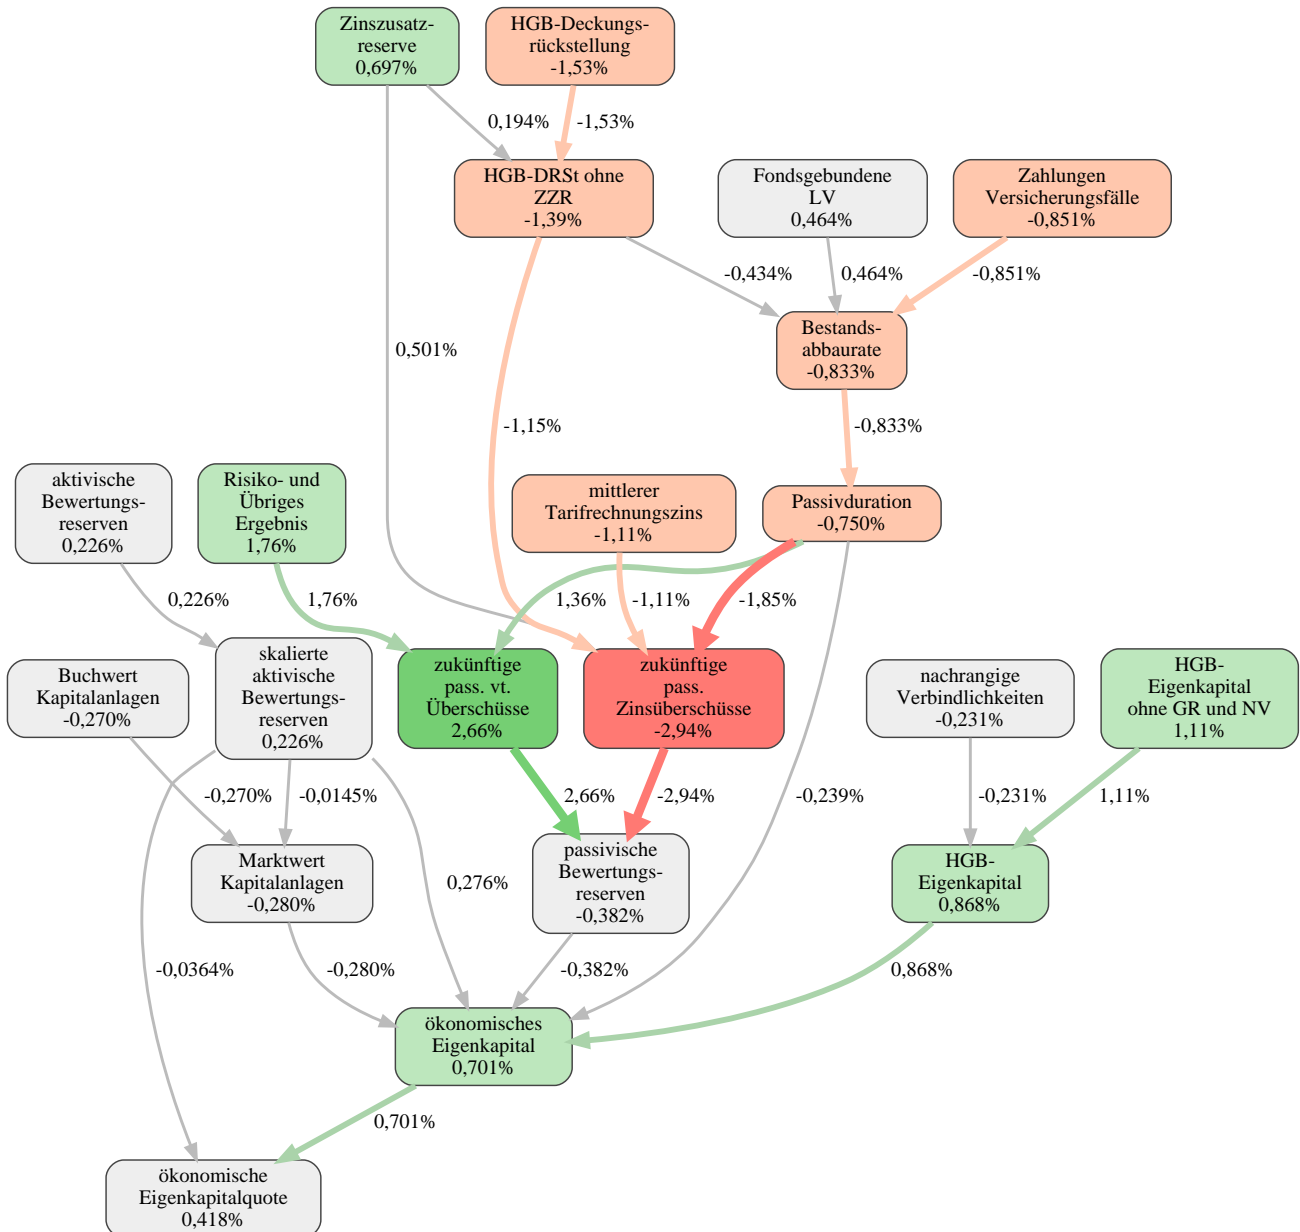 Zinszusatz-
reserve
0,697%
HGB-Deckungs-
rückstellung
-1,53%
0,194%
-1,53%
HGB-DRSt ohne
ZZR
-1,39%
Fondsgebundene
LV
0,464%
Zahlungen
Versicherungsfälle
-0,851%
-0,434%
0,464%
-0,851%
Bestands-
abbaurate
-0,833%
0,501%
-1,15%
-0,833%
aktivische
Bewertungs-
reserven
0,226%
Risiko- und
Übriges
Ergebnis
1,76%
mittlerer
Tarifrechnungszins
-1,11%
Passivduration
-0,750%
0,226%
1,76%
1,36%
-1,11%
-1,85%
Buchwert
Kapitalanlagen
-0,270%
skalierte
aktivische
Bewertungs-
reserven
0,226%
zukünftige
pass. vt.
Überschüsse
2,66%
zukünftige
pass.
Zinsüberschüsse
-2,94%
nachrangige
Verbindlichkeiten
-0,231%
HGB-
Eigenkapital
ohne GR und NV
1,11%
-0,270%
-0,0145%
2,66%
-2,94%
-0,239%
-0,231%
1,11%
Marktwert
Kapitalanlagen
-0,280%
0,276%
passivische
Bewertungs-
reserven
-0,382%
HGB-
Eigenkapital
0,868%
-0,0364%
-0,280%
-0,382%
0,868%
ökonomisches
Eigenkapital
0,701%
0,701%
ökonomische
Eigenkapitalquote
0,418%